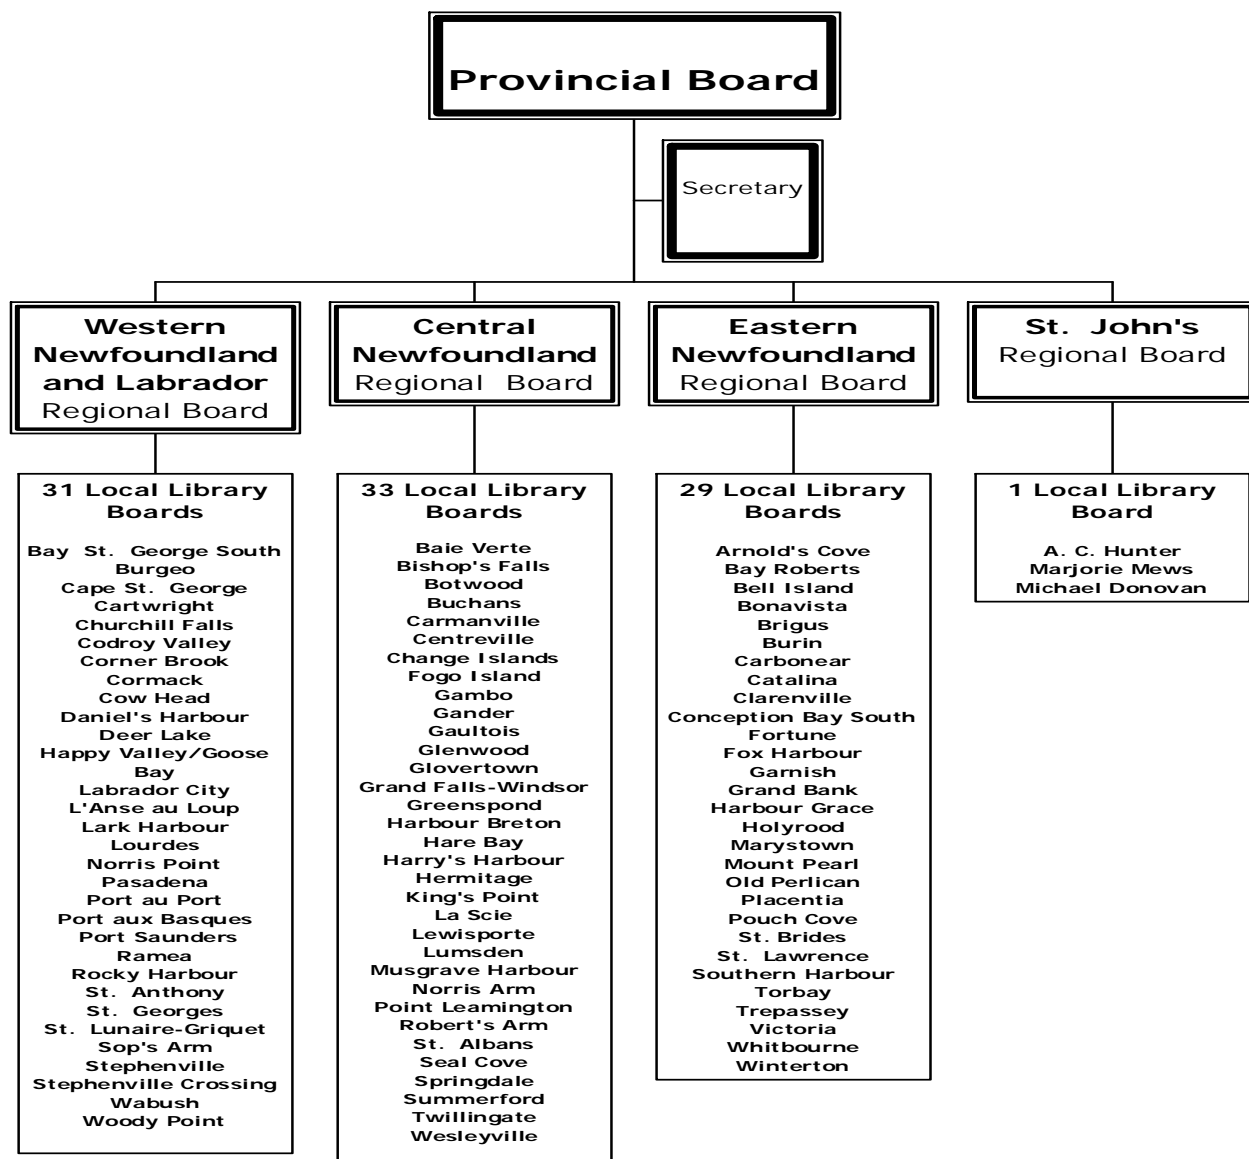 Provincial Board
Secretary
Western
Newfoundland
and Labrador
Regional Board
Central
Newfoundland
Regional Board
Eastern
Newfoundland
Regional Board
St. John's
Regional Board
31 Local Library
Boards
Bay St. George South
Burgeo
Cape St. George
Cartwright
Churchill Falls
Codroy Valley
Corner Brook
Cormack
Cow Head
Daniel's Harbour
Deer Lake
Happy Valley/Goose
Bay
Labrador City
L'Anse au Loup
Lark Harbour
Lourdes
Norris Point
Pasadena
Port au Port
Port aux Basques
Port Saunders
Ramea
Rocky Harbour
St. Anthony
St. Georges
St. Lunaire-Griquet
Sop's Arm
Stephenville
Stephenville Crossing
Wabush
Woody Point
33 Local Library
Boards
Baie Verte
Bishop's Falls
Botwood
Buchans
Carmanville
Centreville
Change Islands
Fogo Island
Gambo
Gander
Gaultois
Glenwood
Glovertown
Grand Falls-Windsor
Greenspond
Harbour Breton
Hare Bay
Harry's Harbour
Hermitage
King's Point
La Scie
Lewisporte
Lumsden
Musgrave Harbour
Norris Arm
Point Leamington
Robert's Arm
St. Albans
Seal Cove
Springdale
Summerford
Twillingate
Wesleyville
29 Local Library
Boards
Arnold's Cove
Bay Roberts
Bell Island
Bonavista
Brigus
Burin
Carbonear
Catalina
Clarenville
Conception Bay South
Fortune
Fox Harbour
Garnish
Grand Bank
Harbour Grace
Holyrood
Marystown
Mount Pearl
Old Perlican
Placentia
Pouch Cove
St. Brides
St. Lawrence
Southern Harbour
Torbay
Trepassey
Victoria
Whitbourne
Winterton
1 Local Library
Board
A. C. Hunter
Marjorie Mews
Michael Donovan